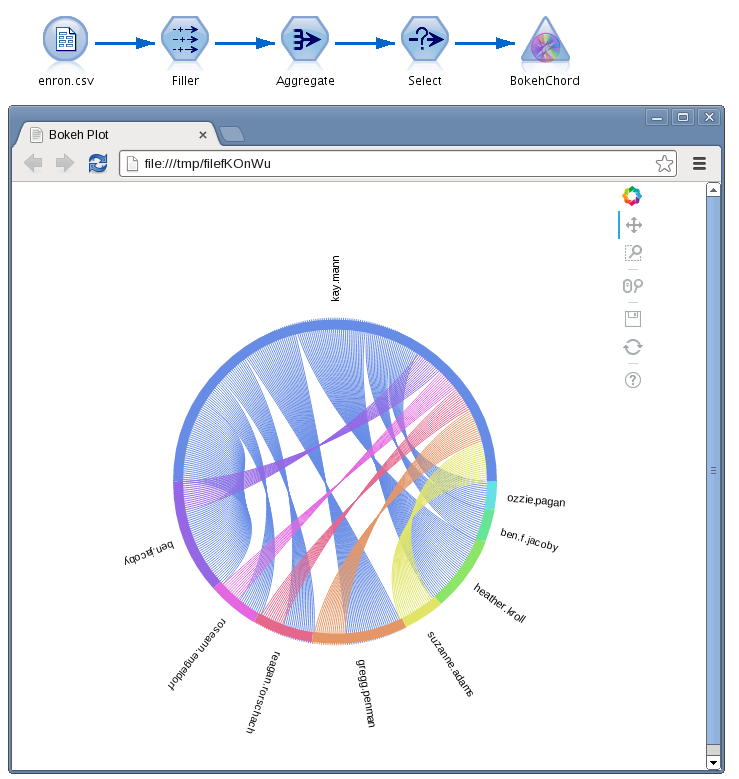 enron.csv
Filler
Aggregate
Select
BokehChord
Bokeh Plot
file:///tmp/filefKOnWu
kay.mann
ozzie.pagan
ben.f.jacoby
heather.kroll
suzanne.adams
gregg.penman
reagan.rorschach
roseann.engeldorf
ben.jacoby